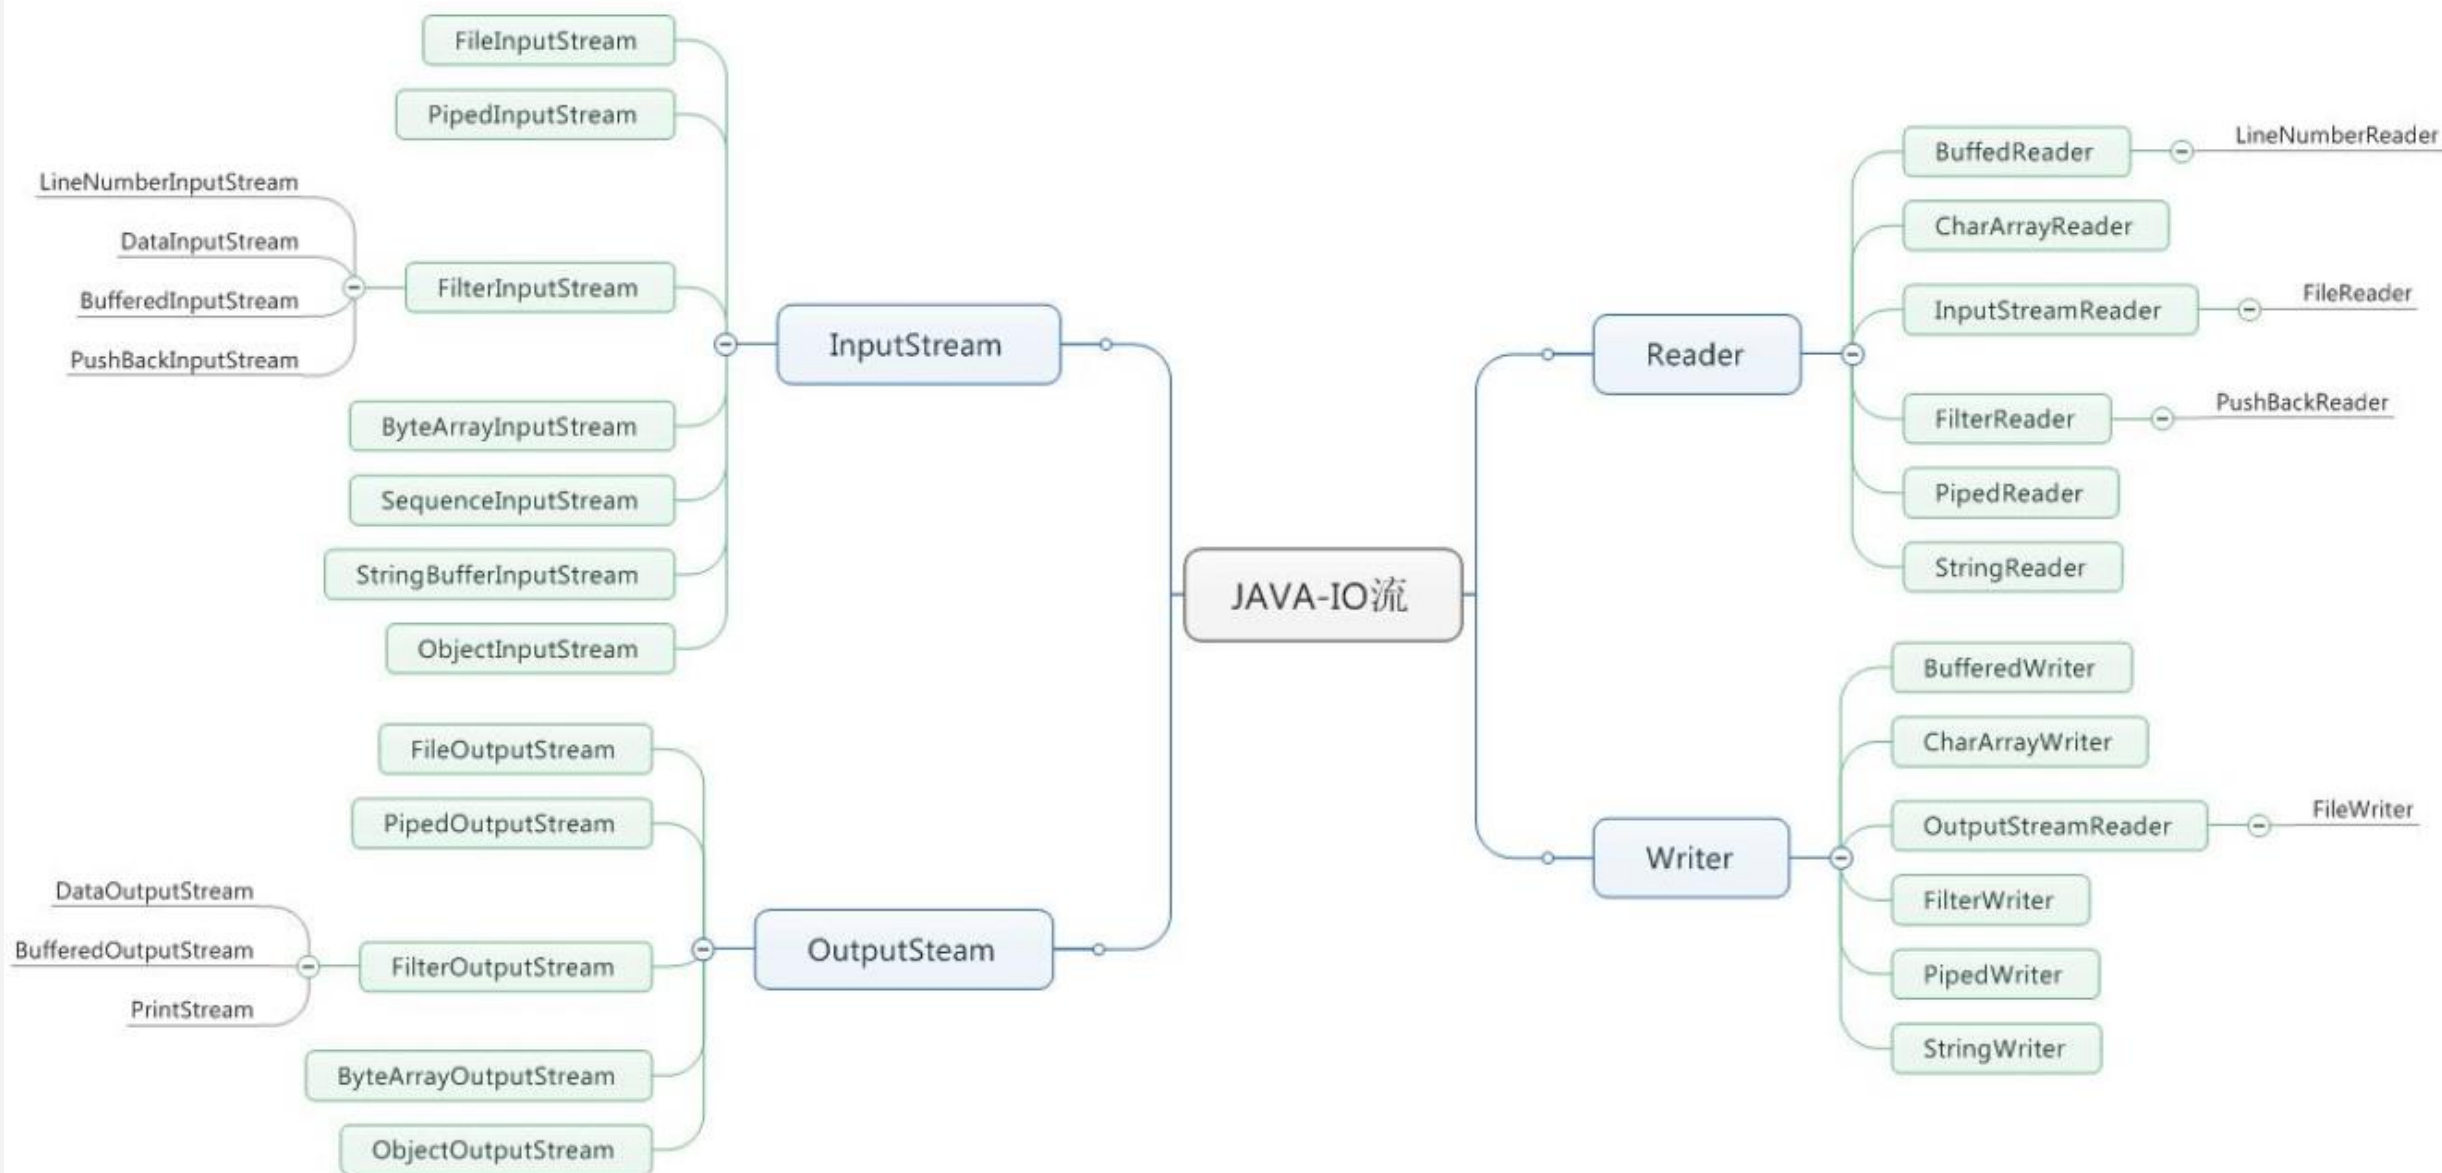 FileInputStream
PipedInputStream
LineNumberInputStream
DataInputStream
BufferedInputStream
PushBackInputStream
FilterInputStream
ByteArrayInputStream
SequenceInputStream
StringBufferInputStream
ObjectInputStream
InputStream
FileOutputStream
PipedOutputStream
DataOutputStream
BufferedOutputStream
PrintStream
FilterOutputStream
ByteArrayOutputStream
ObjectOutputStream
OutputSteam
JAVA-IO流
Reader
BuffedReader
LineNumberReader
CharArrayReader
InputStreamReader
FileReader
FilterReader
PushBackReader
PipedReader
StringReader
Writer
BufferedWriter
CharArrayWriter
OutputStreamReader
FileWriter
FilterWriter
PipedWriter
StringWriter